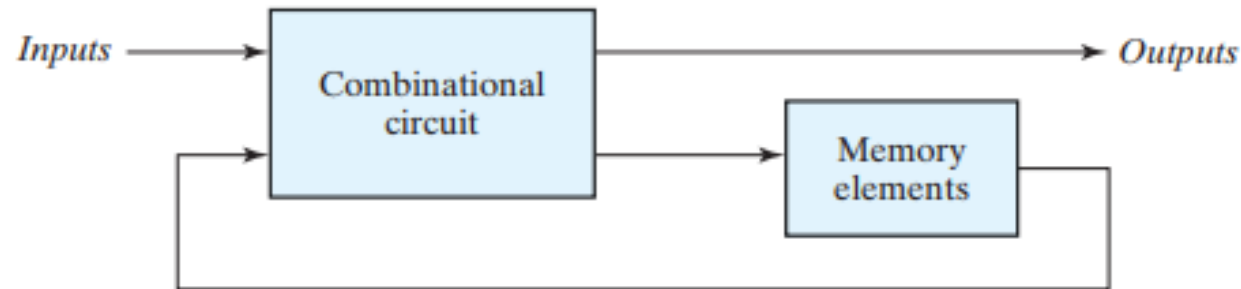 Inputs
Combinational
circuit
Outputs
Memory
elements